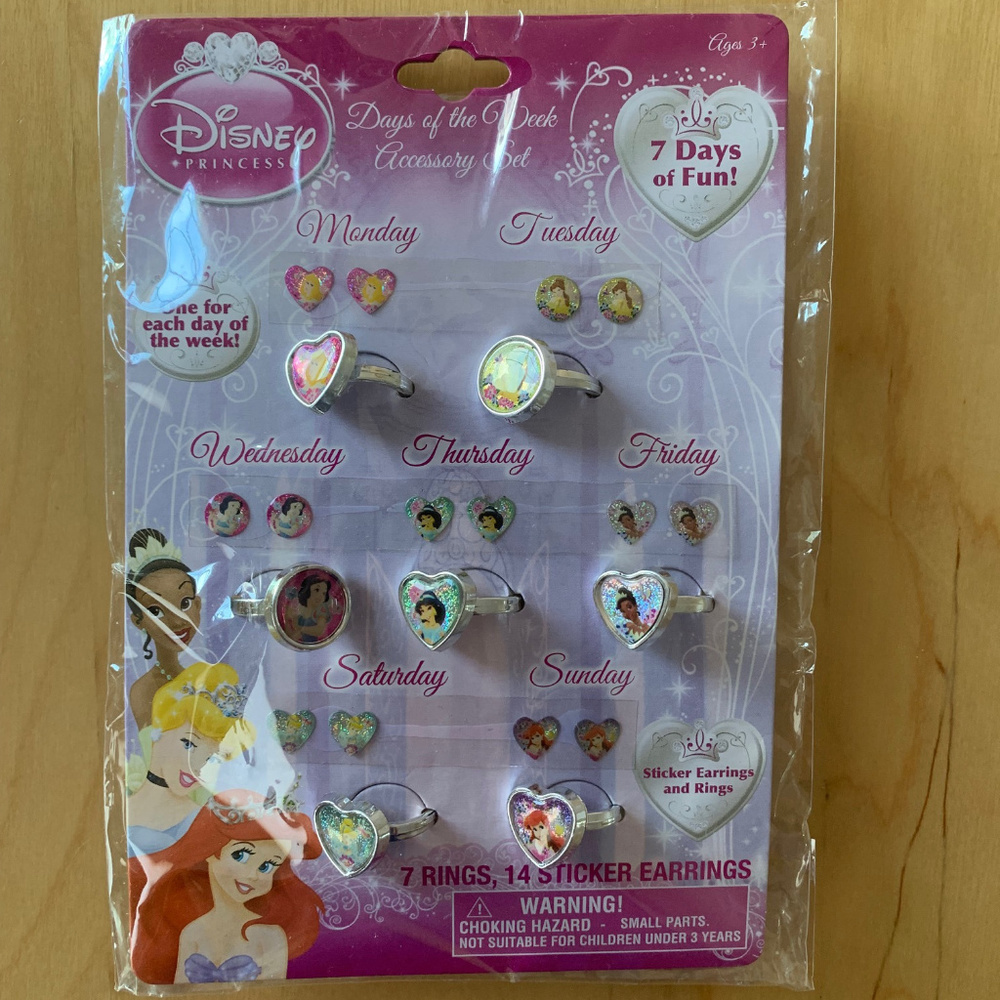 Ages 3+
DISNEY
PRINCESS
Days of the Week
Accessory Set
7 Days
of Fun!
Monday
Tuesday
One for
each day of
the week!
Wednesday
Thursday
Friday
Saturday
Sunday
Sticker Earrings
and Rings
7 RINGS, 14 STICKER EARRINGS
WARNING!
CHOKING HAZARD - SMALL PARTS.
NOT SUITABLE FOR CHILDREN UNDER 3 YEARS